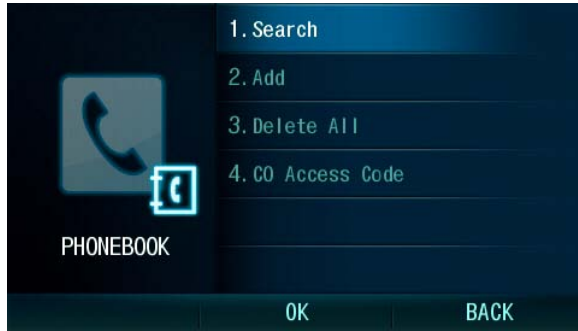 1.Search
2.Add
3.Delete All
4.CO Access Code
PHONEBOOK
OK
BACK